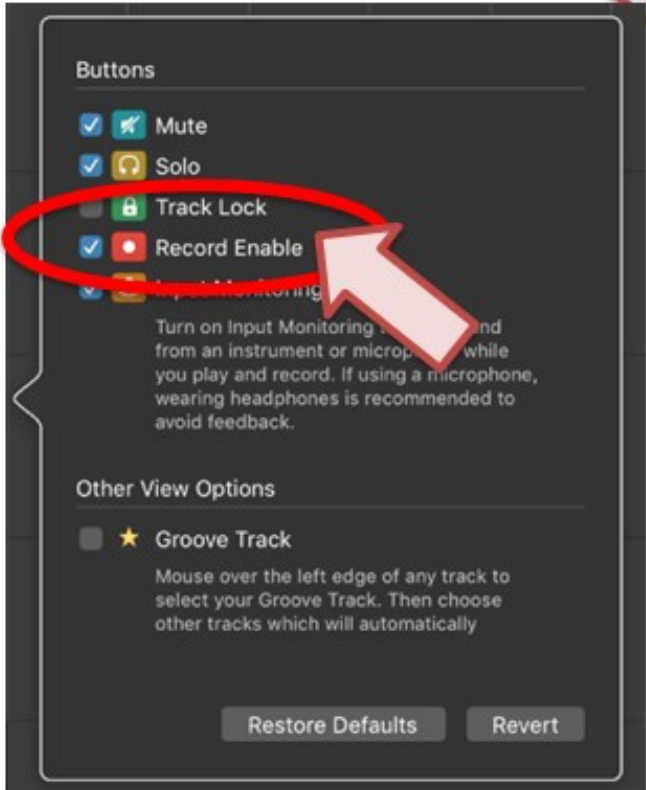 Buttons
Mute
Solo
Track Lock
Record Enable
Input Monitoring
Turn on Input Monitoring
from an instrument or while
you play and record. If using a microphone,
wearing headphones is recommended to
avoid feedback.
Other View Options
Groove Track
Mouse over the left edge of any track to
select your Groove Track. Then choose
other tracks which will automatically
Restore Defaults
Revert